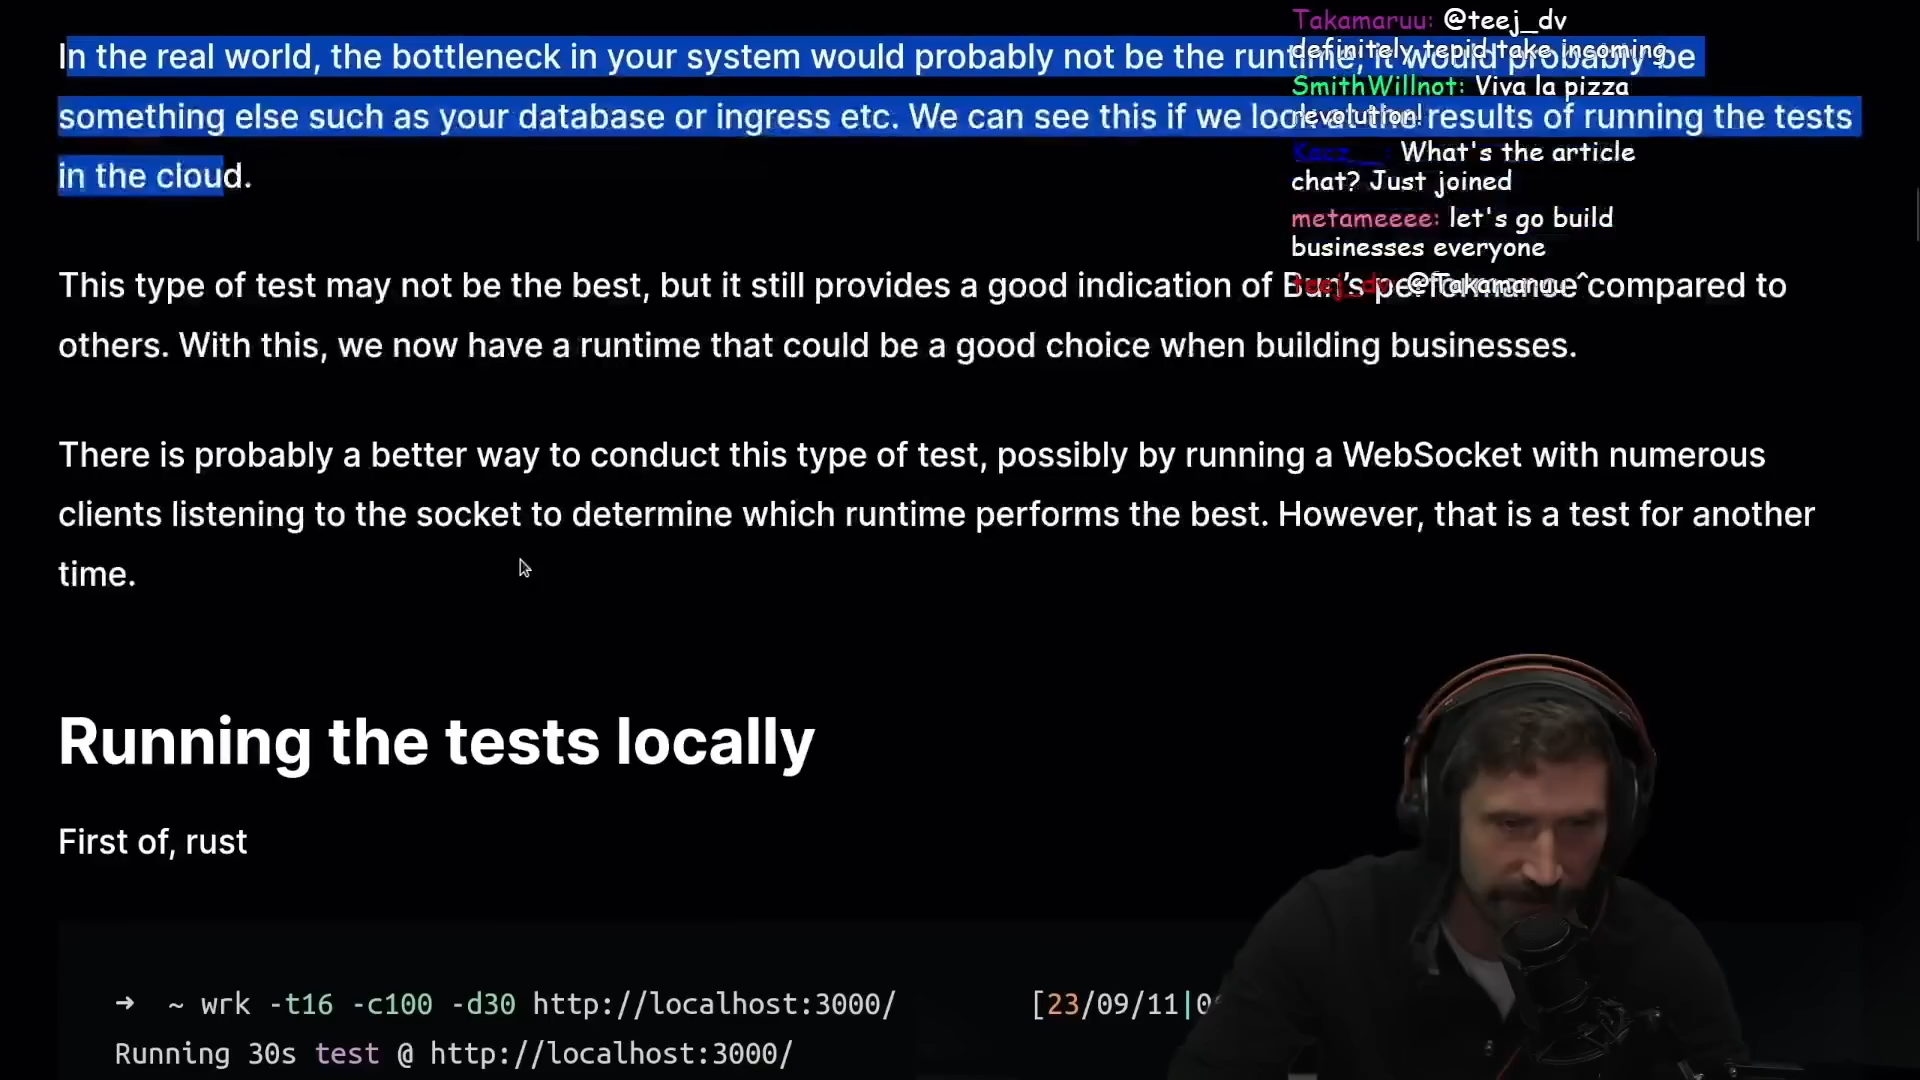 In the real world, the bottleneck in your system would probably not be the runtime, it would probably be
something else such as your database or ingress etc. We can see this if we look at the results of running the tests
in the cloud.
This type of test may not be the best, but it still provides a good indication of Bun's performance compared to
others. With this, we now have a runtime that could be a good choice when building businesses.
There is probably a better way to conduct this type of test, possibly by running a WebSocket with numerous
clients listening to the socket to determine which runtime performs the best. However, that is a test for another
time.
Running the tests locally
First of, rust
➜ ~ wrk -t16 -c100 -d30 http://localhost:3000/ [23/09/11|0
Running 30s test @ http://localhost:3000/
Takamaruu: @teej_dv
definitely tepid take incoming
SmithWillnot: Viva la pizza
revolution!
What's the article
chat? Just joined
metameeee: let's go build
businesses everyone
teej_dv: @Takamaruu ^